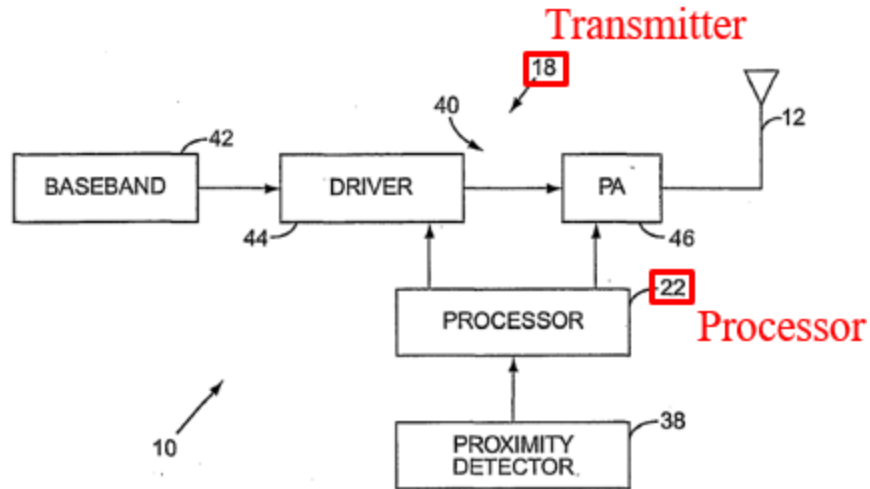 Transmitter
18
40
12
42
BASEBAND
DRIVER
PA
44
46
22
PROCESSOR
Processor
10
38
PROXIMITY
DETECTOR